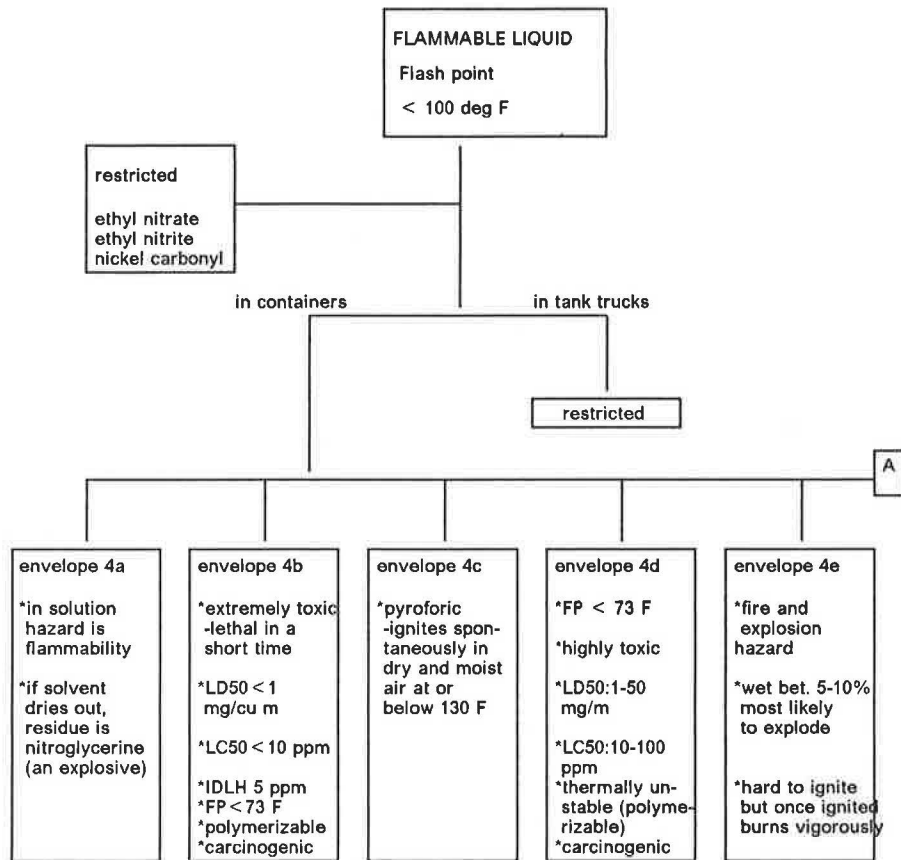 FLAMMABLE LIQUID
Flash point
< 100 deg F
restricted
ethyl nitrate
ethyl nitrite
nickel carbonyl
in containers
in tank trucks
restricted
A
envelope 4a
*in solution
hazard is
flammability
*if solvent
dries out,
residue is
nitroglycerine
(an explosive)
envelope 4b
*extremely toxic
-lethal in a
short time
*LD50 < 1
mg/cu m
*LC50 < 10 ppm
*IDLH 5 ppm
*FP < 73 F
*polymerizable
*carcinogenic
envelope 4c
*pyroforic
-ignites spon-
taneously in
dry and moist
air at or
below 130 F
envelope 4d
*FP < 73 F
*highly toxic
*LD50:1-50
mg/m
*LC50:10-100
ppm
*thermally un-
stable (polyme-
rizable)
*carcinogenic
envelope 4e
*fire and
explosion
hazard
*wet bet. 5-10%
most likely
to explode
*hard to ignite
but once ignited
burns vigorously